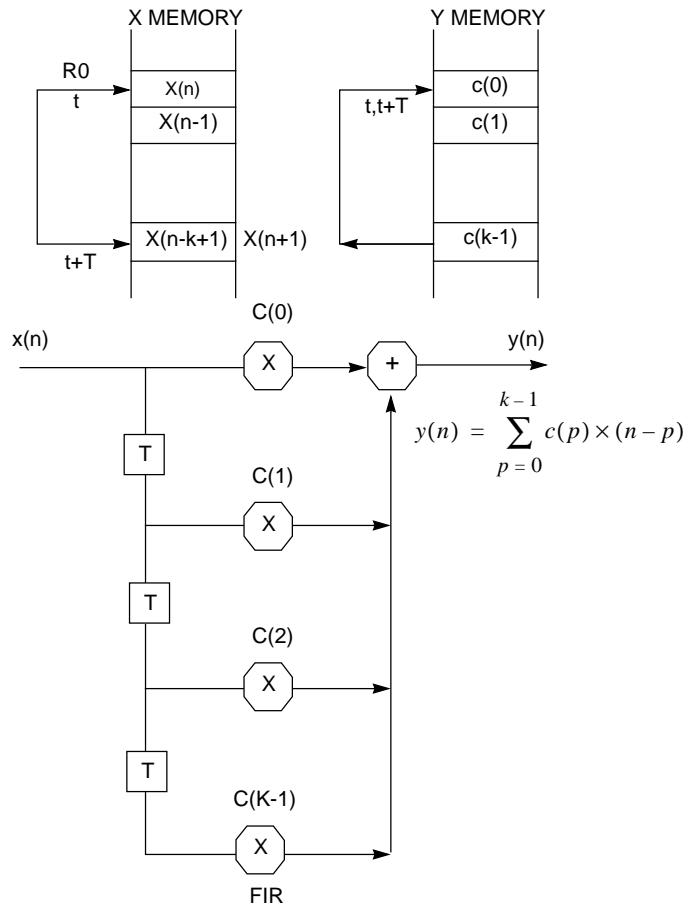 X MEMORY
Y MEMORY
R0
t
X(n)
X(n-1)
X(n-k+1)
X(n+1)
t+T
t,t+T
c(0)
c(1)
c(k-1)
x(n)
C(0)
X
+
y(n)
y(n) = k – 1 ∑ p = 0 c(p) × (n – p)
T
C(1)
X
T
C(2)
X
T
C(K-1)
X
FIR